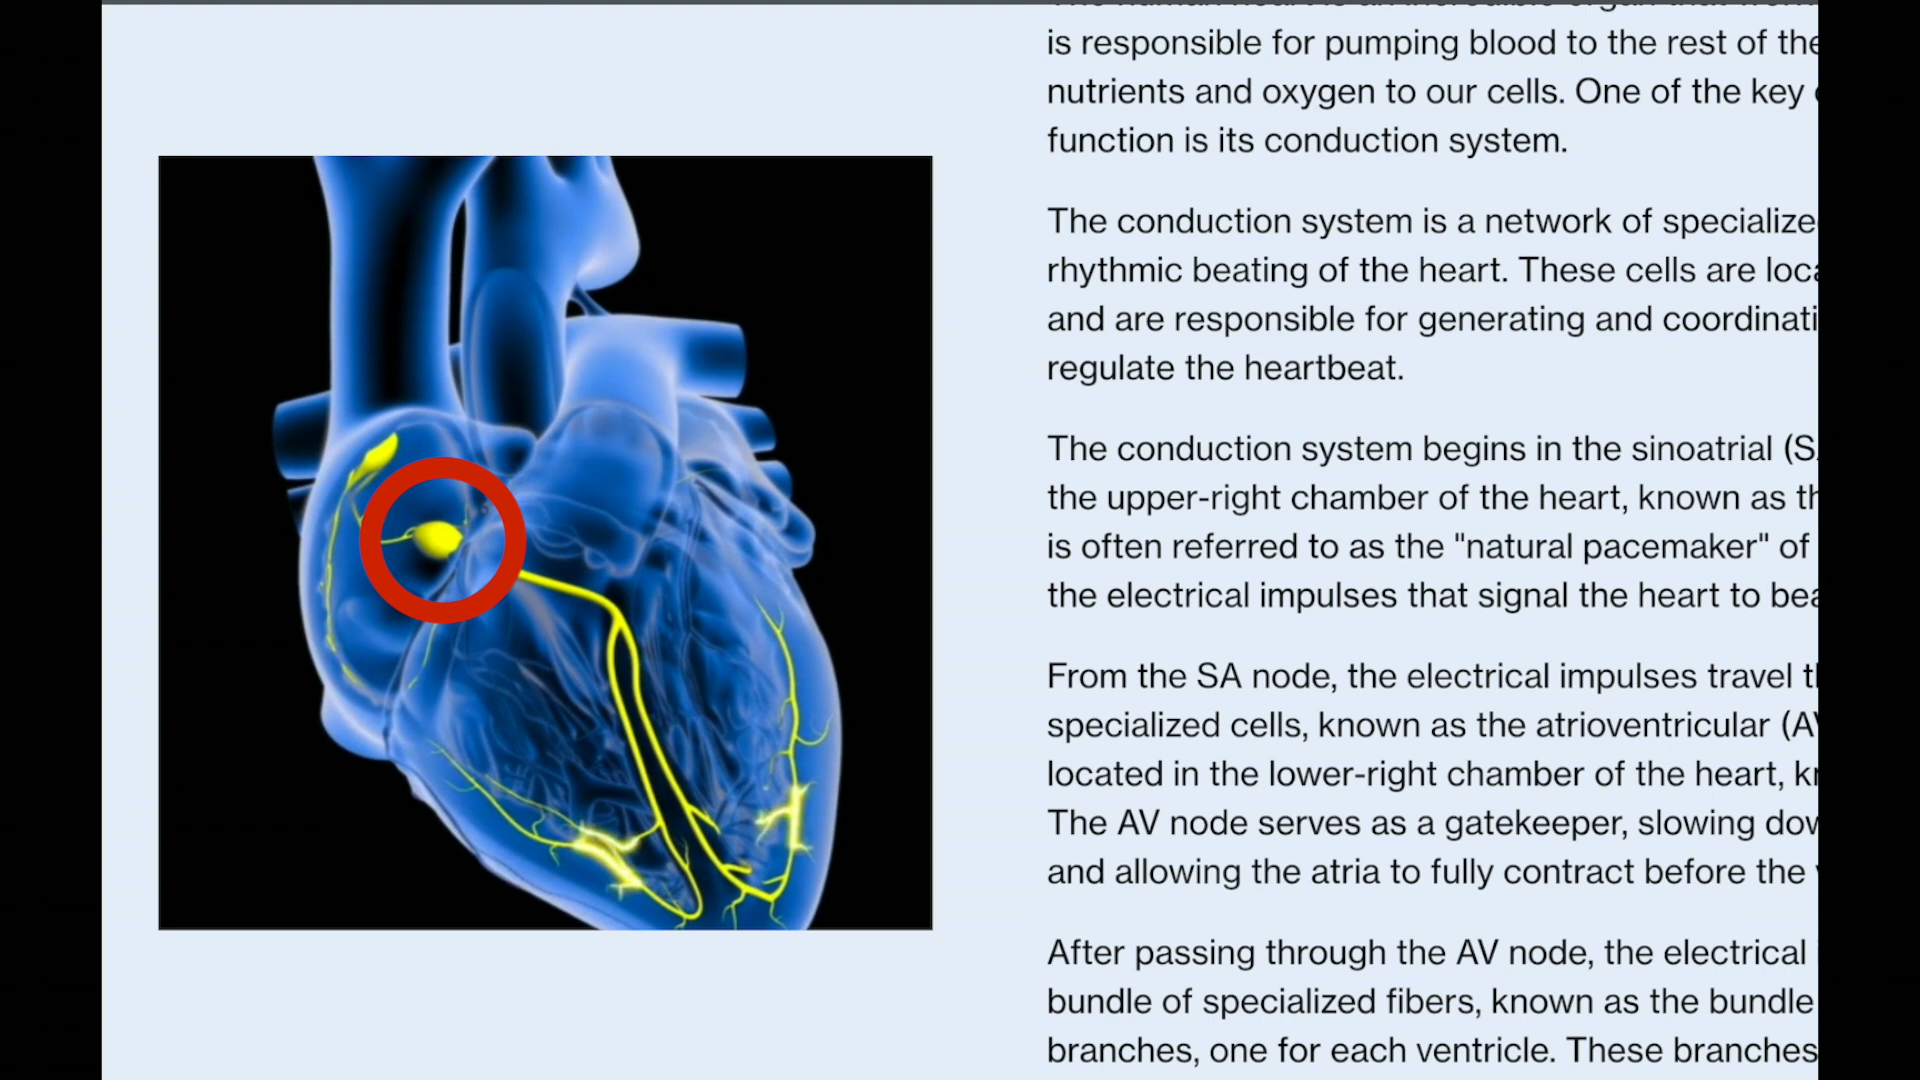 is responsible for pumping blood to the rest of the
nutrients and oxygen to our cells. One of the key
function is its conduction system.
The conduction system is a network of specialize
rhythmic beating of the heart. These cells are loca
and are responsible for generating and coordinati
regulate the heartbeat.
The conduction system begins in the sinoatrial (S
the upper-right chamber of the heart, known as th
is often referred to as the "natural pacemaker" of
the electrical impulses that signal the heart to bea
From the SA node, the electrical impulses travel t
specialized cells, known as the atrioventricular (AV
located in the lower-right chamber of the heart, k
The AV node serves as a gatekeeper, slowing dow
and allowing the atria to fully contract before the
After passing through the AV node, the electrical
bundle of specialized fibers, known as the bundle
branches, one for each ventricle. These branches